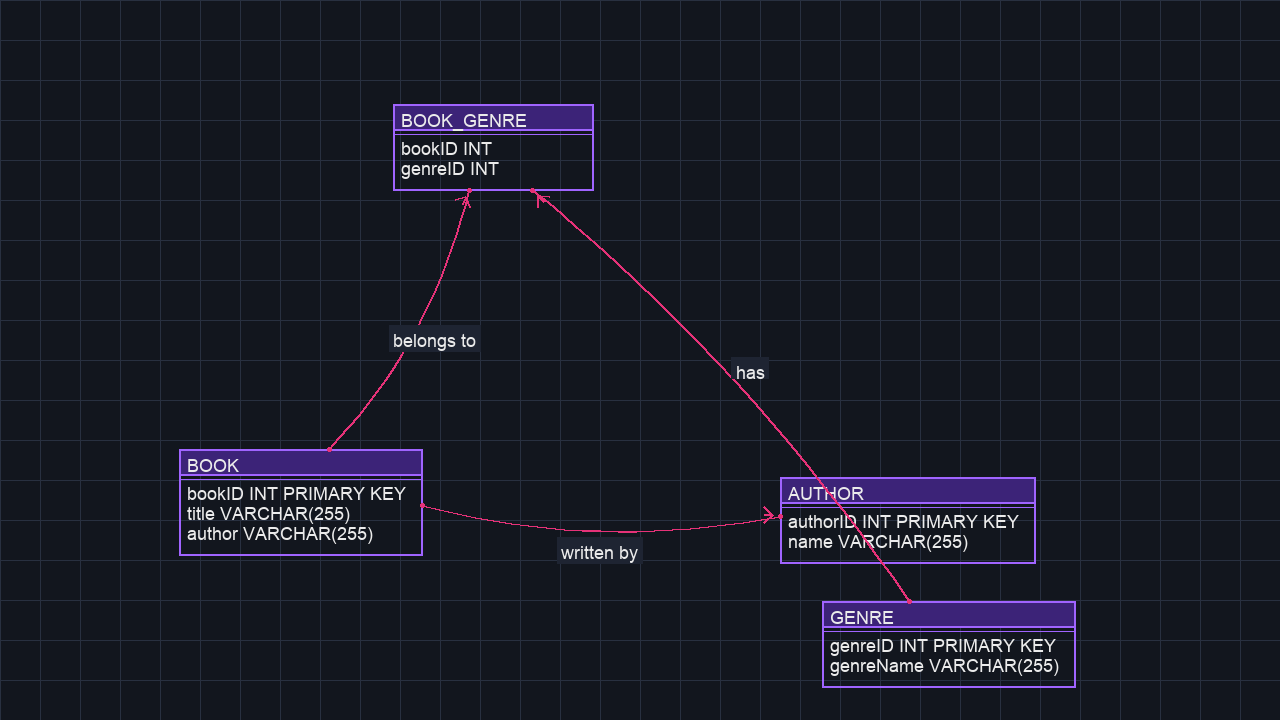 BOOK_GENRE
bookID INT
genreID INT
belongs to
has
BOOK
bookID INT PRIMARY KEY
title VARCHAR(255)
author VARCHAR(255)
written by
AUTHOR
authorID INT PRIMARY KEY
name VARCHAR(255)
GENRE
genreID INT PRIMARY KEY
genreName VARCHAR(255)